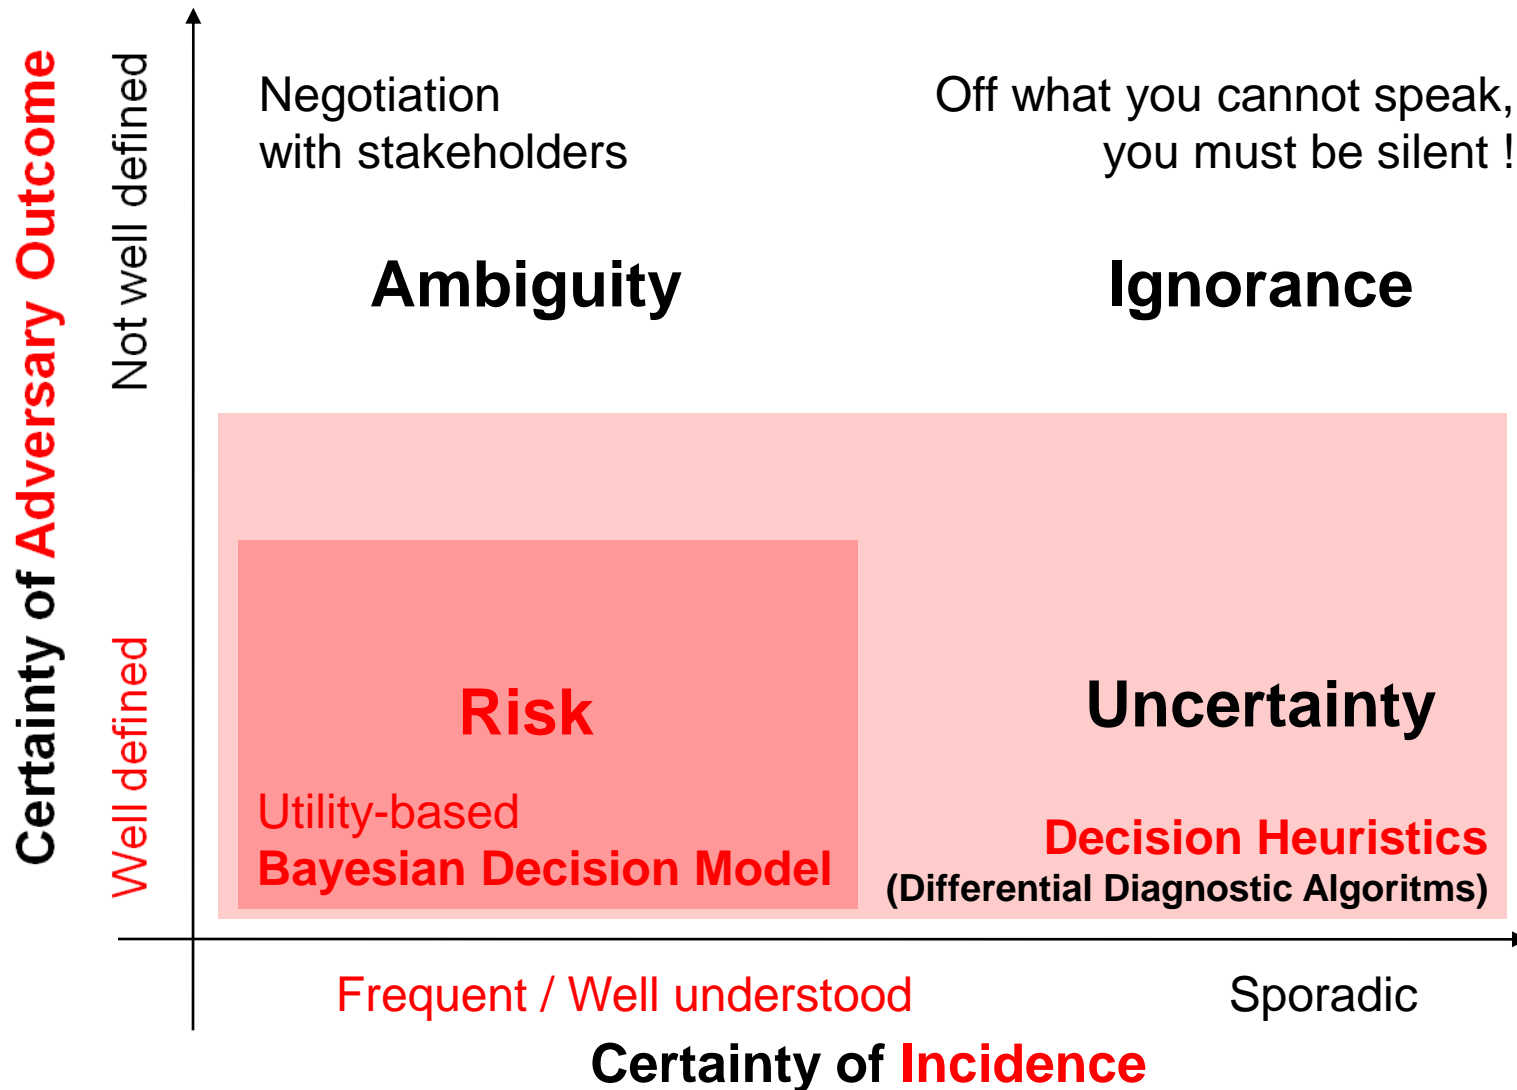 Certainty of Adversary Outcome
Not well defined
Well defined
Negotiation
with stakeholders
Off what you cannot speak,
you must be silent !
Ambiguity
Ignorance
Risk
Utility-based
Bayesian Decision Model
Uncertainty
Decision Heuristics
(Differential Diagnostic Algoritms)
Frequent / Well understood
Sporadic
Certainty of Incidence